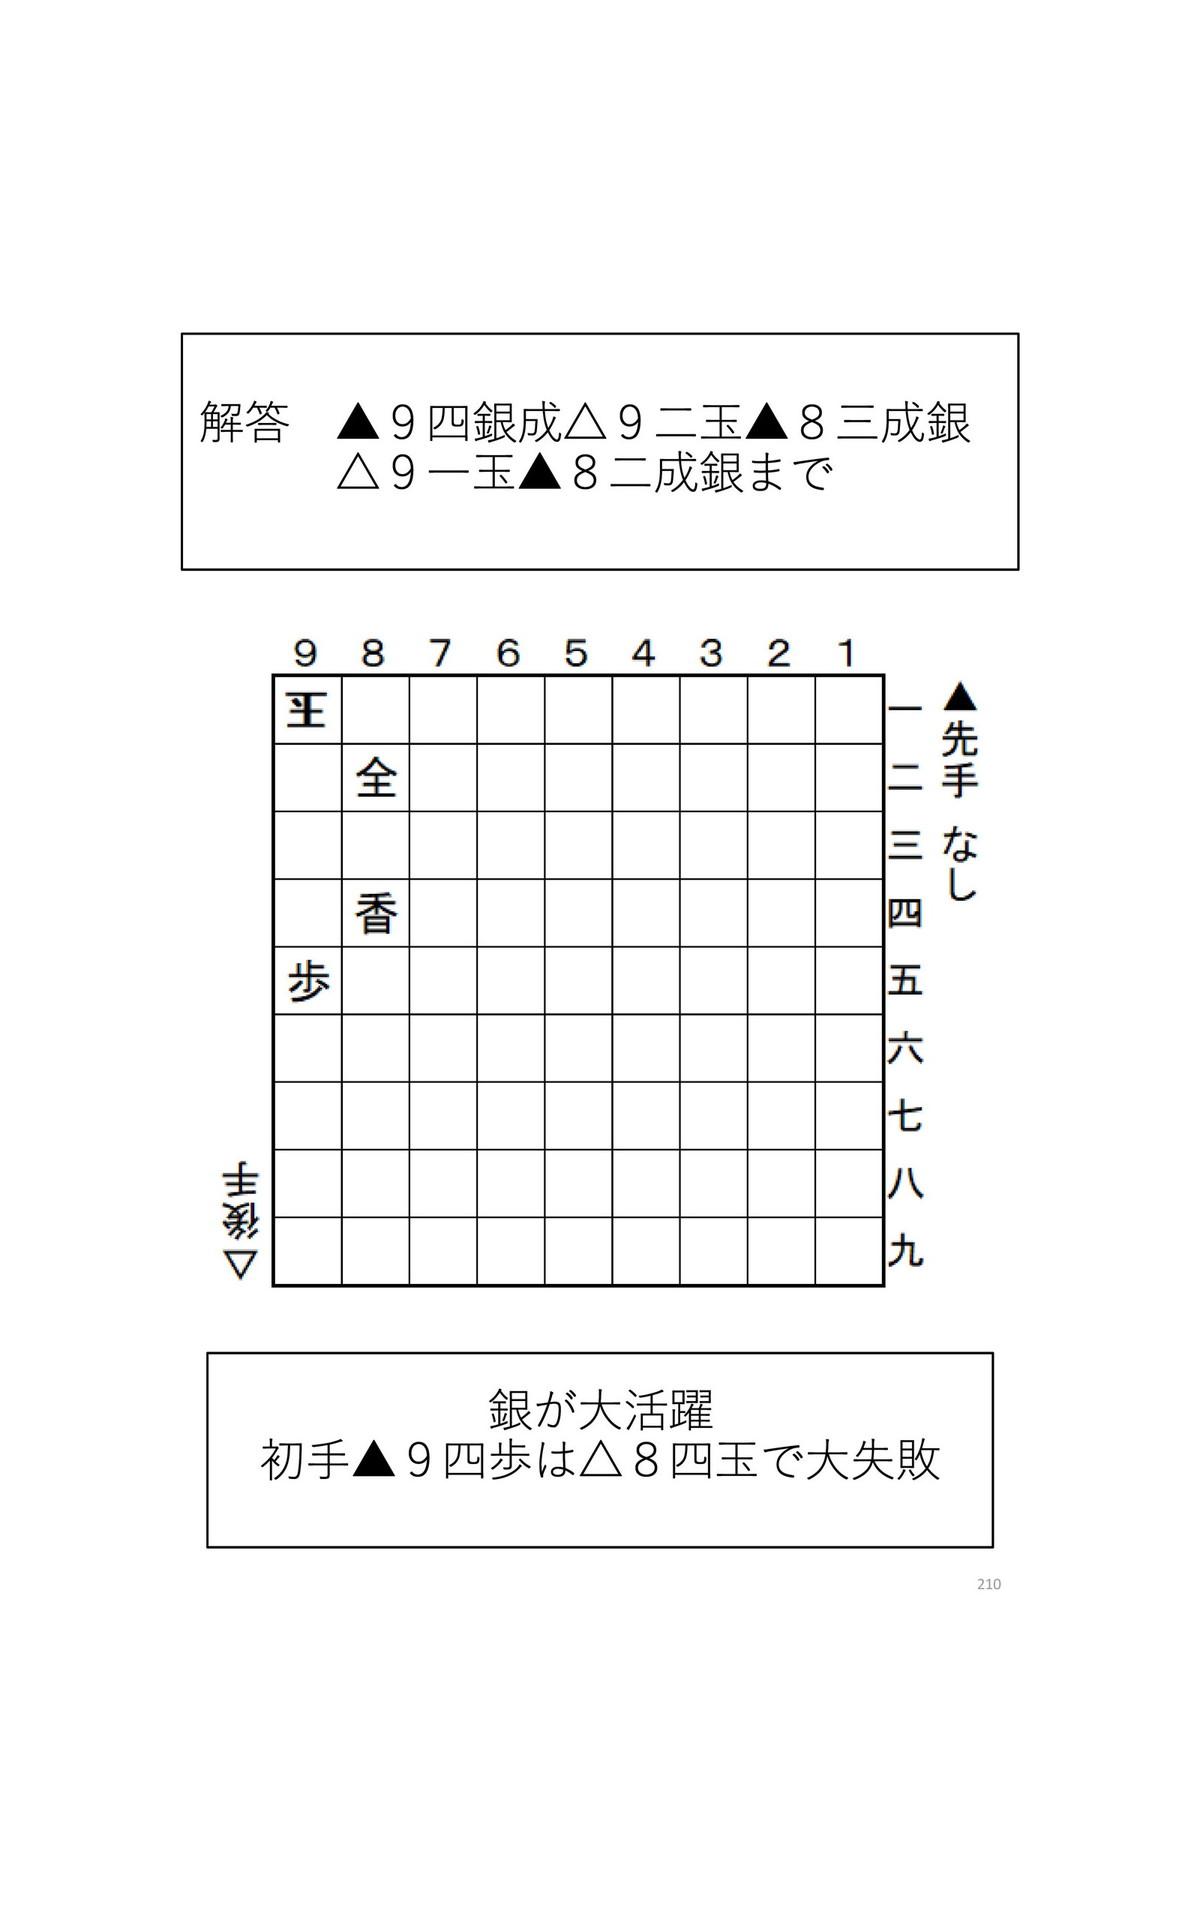 解答　▲９四銀成△９二玉▲８三成銀
△９一玉▲８二成銀まで
9 8 7 6 5 4 3 2 1
王 一
全 二
三
香 四
歩 五
六
七
八
九
▲先手 なし
△後手
銀が大活躍
初手▲９四歩は△８四玉で大失敗
210